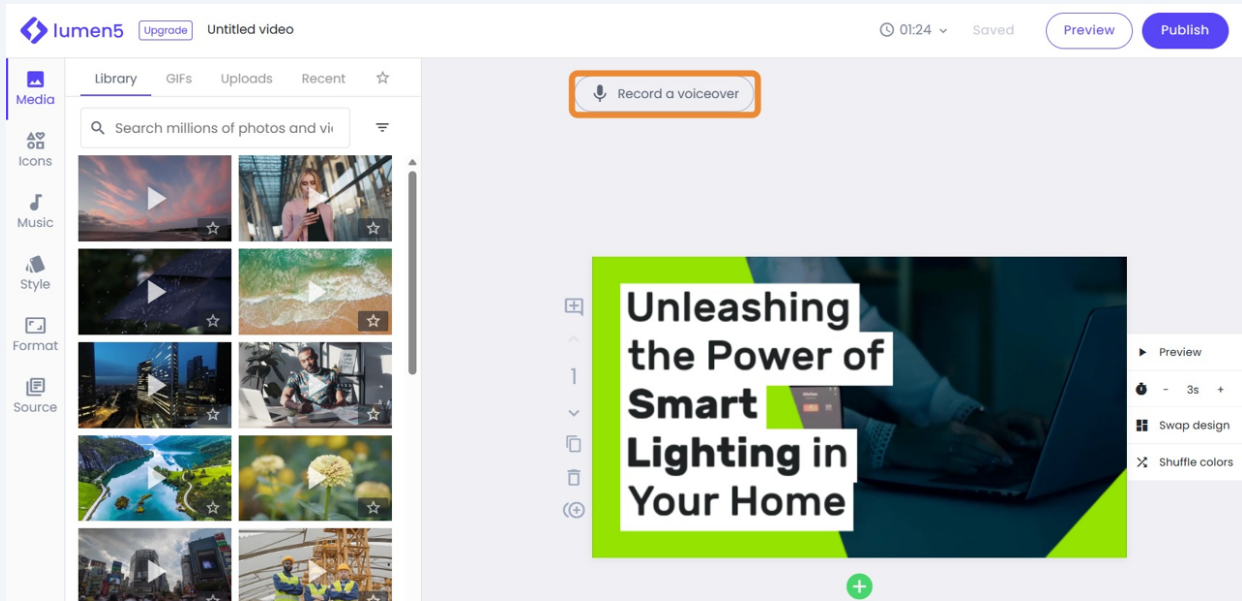 lumen5 Upgrade Untitled video 01:24 Saved Preview Publish
Media
Icons
Music
Style
Format
Source
Library GIFs Uploads Recent
Search millions of photos and vi
Record a voiceover
1
Unleashing
the Power of
Smart
Lighting in
Your Home
Preview
- 3s +
Swap design
Shuffle colors